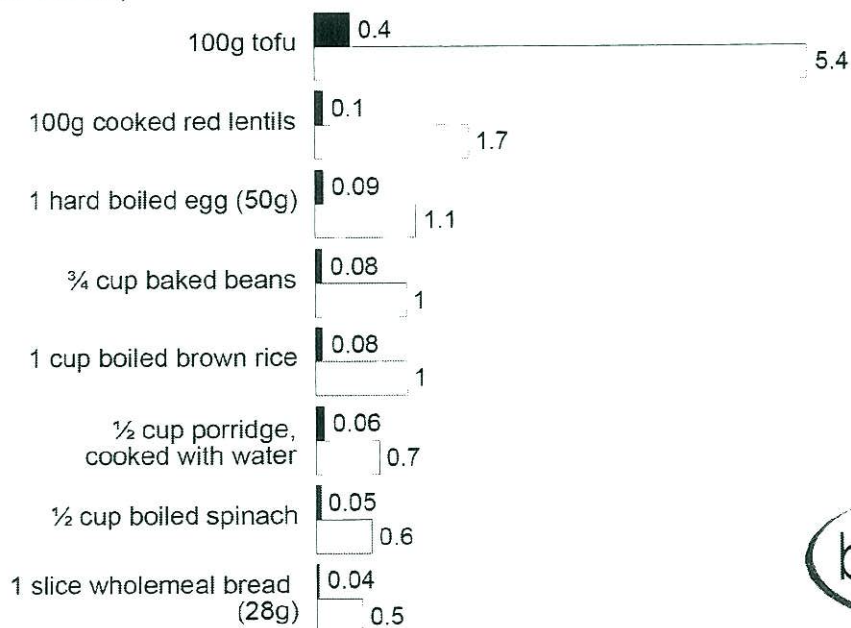 100g tofu
0.4
5.4
100g cooked red lentils
0.1
1.7
1 hard boiled egg (50g)
0.09
1.1
¾ cup baked beans
0.08
1
1 cup boiled brown rice
0.08
1
½ cup porridge,
cooked with water
0.06
0.7
½ cup boiled spinach
0.05
0.6
1 slice wholemeal bread
(28g)
0.04
0.5
b